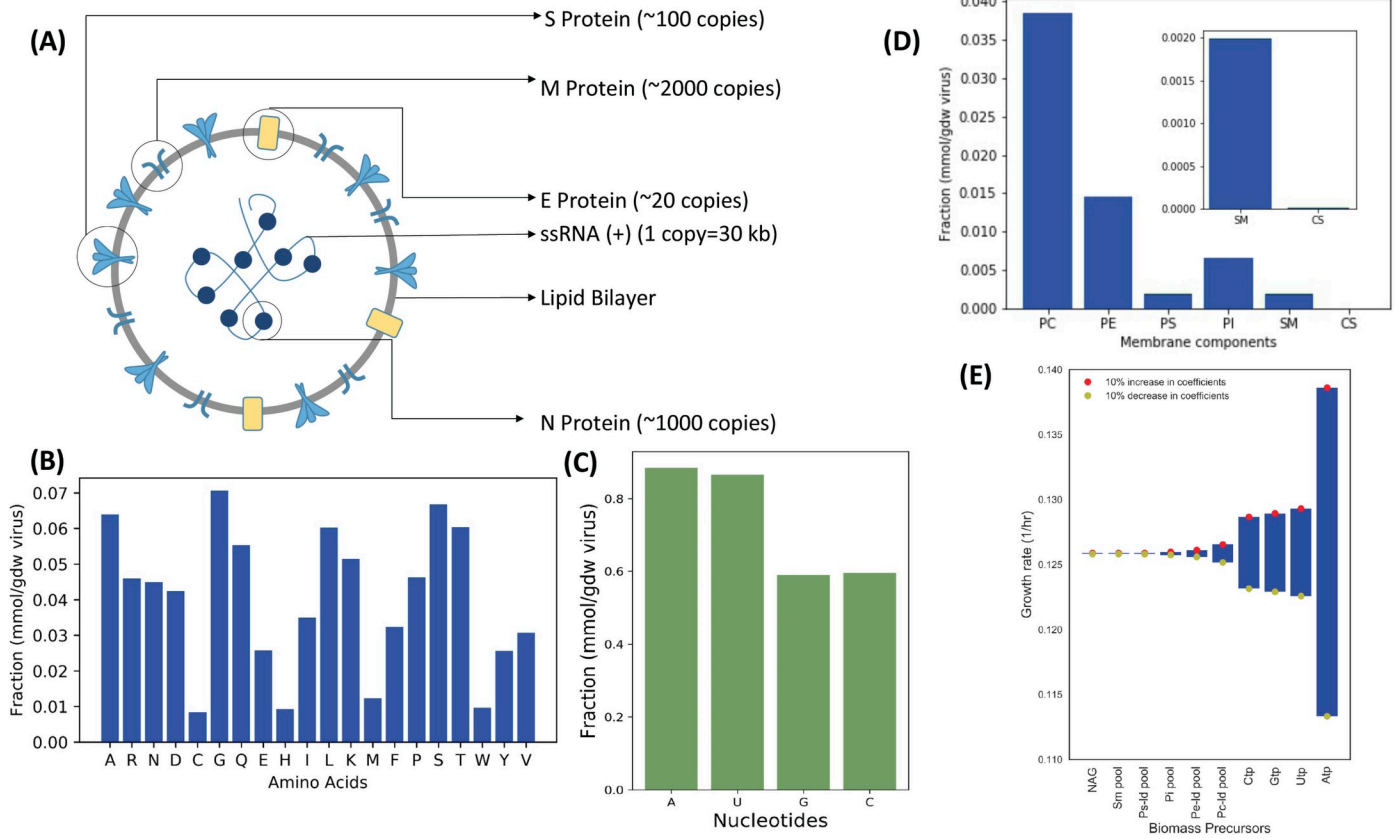 (A)
S Protein (~100 copies)
M Protein (~2000 copies)
E Protein (~20 copies)
ssRNA (+) (1 copy=30 kb)
Lipid Bilayer
N Protein (~1000 copies)
(B)
Fraction (mmol/gdw virus)
0.07
0.06
0.05
0.04
0.03
0.02
0.01
0.00
A R N D C G Q E H I L K M F P S T W Y V
Amino Acids
(C)
Fraction (mmol/gdw virus)
0.8
0.6
0.4
0.2
0.0
A U G C
Nucleotides
(D)
Fraction (mmol/gdw virus)
0.040
0.035
0.030
0.025
0.020
0.015
0.010
0.005
0.000
PC PE PS PI SM CS
Membrane components
0.0020
0.0015
0.0010
0.0005
0.0000
SM CS
(E)
10% increase in coefficients
10% decrease in coefficients
Growth rate (1/hr)
0.140
0.135
0.130
0.125
0.120
0.115
0.110
NAG
Sm pool
Ps-ld pool
Pi pool
Pe-ld pool
Pc-ld pool
Ctp
Gtp
Utp
Atp
Biomass Precursors